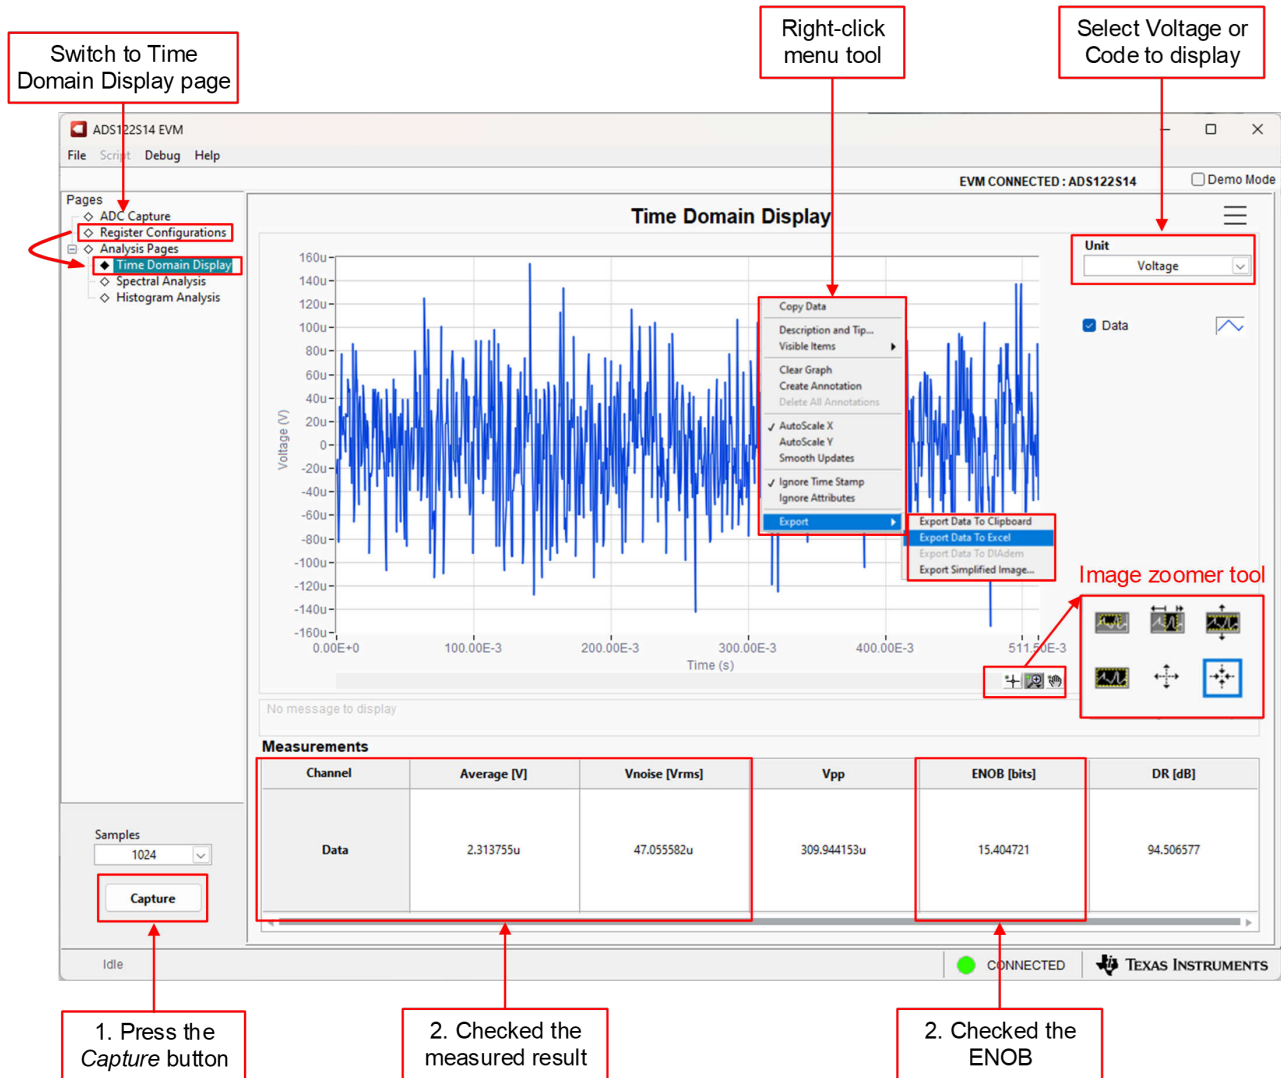 Switch to Time
Domain Display page
Right-click
menu tool
Select Voltage or
Code to display
ADS122S14 EVM
File Script Debug Help
EVM CONNECTED : ADS122S14
Demo Mode
Pages
ADC Capture
Register Configurations
Analysis Pages
Time Domain Display
Spectral Analysis
Histogram Analysis
Time Domain Display
Unit
Voltage
Data
160u
140u
120u
100u
80u
60u
40u
20u
0
-20u
-40u
-60u
-80u
-100u
-120u
-140u
-160u
Voltage (V)
0.00E+0
100.00E-3
200.00E-3
300.00E-3
400.00E-3
511.50E-3
Time (s)
Copy Data
Description and Tip...
Visible Items
Clear Graph
Create Annotation
Delete All Annotations
AutoScale X
AutoScale Y
Smooth Updates
Ignore Time Stamp
Ignore Attributes
Export
Export Data To Clipboard
Export Data To Excel
Export Data To DIAdem
Export Simplified Image...
Image zoomer tool
No message to display
Measurements
Channel Average [V] Vnoise [Vrms] Vpp ENOB [bits] DR [dB]
Data 2.313755u 47.055582u 309.944153u 15.404721 94.506577
Samples
1024
Capture
Idle
CONNECTED
TEXAS INSTRUMENTS
1. Press the
Capture button
2. Checked the
measured result
2. Checked the
ENOB